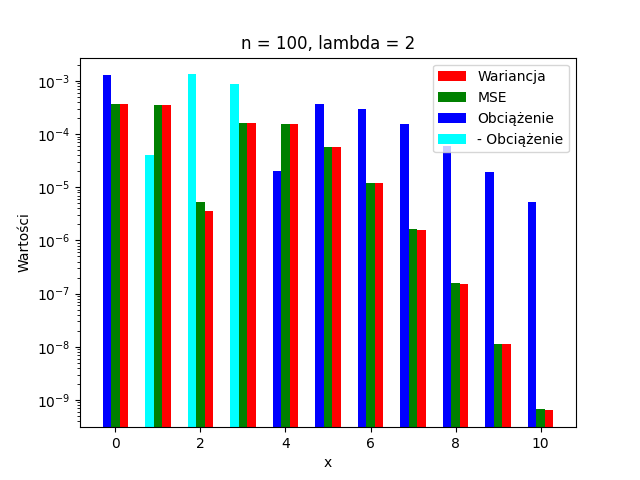 n = 100, lambda = 2
Wariancja
MSE
Obciążenie
- Obciążenie
Wartości
10⁻³
10⁻⁴
10⁻⁵
10⁻⁶
10⁻⁷
10⁻⁸
10⁻⁹
0 2 4 6 8 10
x